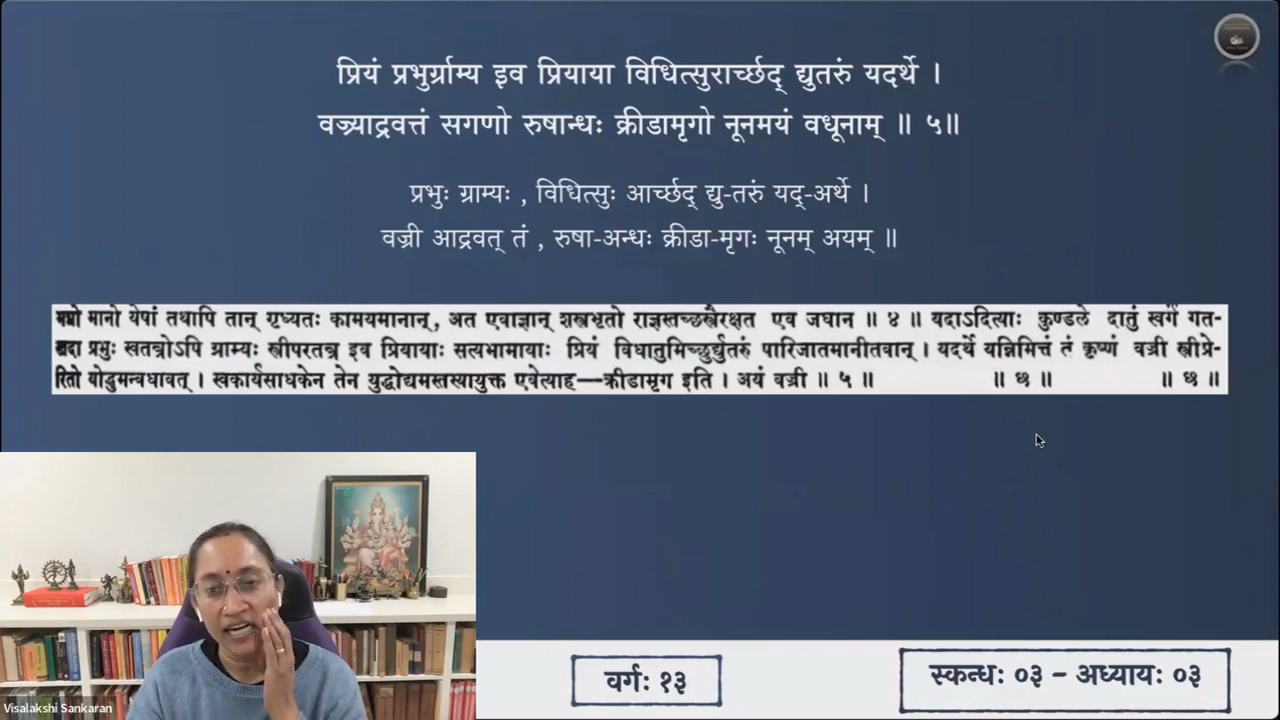 प्रियं प्रभुर्ग्राम्य इव प्रियाया विधित्सुरार्च्छद् द्युतरुं यदर्थे ।
वज्र्याद्रवत्तं सगणो रुषान्धः क्रीडामृगो नूनमयं वधूनाम् ॥ ५॥
प्रभुः ग्राम्यः , विधित्सुः आर्च्छद् द्यु-तरुं यद्-अर्थे ।
वज्री आद्रवत् तं , रुषा-अन्धः क्रीडा-मृगः नूनम् अयम् ॥
मानो येषां तथापि तान् गृध्यतः कामयमानान्, अत एवाज्ञान् शस्त्रभृतो राज्ञस्तच्छस्त्रैरक्षत एव जघान ॥ ४ ॥ यदाऽदित्याः कुण्डले दातुं स्वर्गं गत-
स्तदा प्रभुः स्वतन्त्रोऽपि ग्राम्यः स्त्रीपरतन्त्र इव प्रियायाः सत्यभामायाः प्रियं विधातुमिच्छुर्द्युतरुं पारिजातमानीतवान् । यदर्थे यन्निमित्तं तं कृष्णं वज्री स्त्रीप्रे-
रितो योद्धुमन्वधावत् । स्वकार्यसाधकेन तेन युद्धोद्यमस्तस्यायुक्त एवेत्याह—क्रीडामृग इति । अयं वज्री ॥ ५ ॥ ॥ छ ॥ ॥ छ ॥
वर्गः १३
स्कन्धः ०३ – अध्यायः ०३
Visalakshi Sankaran